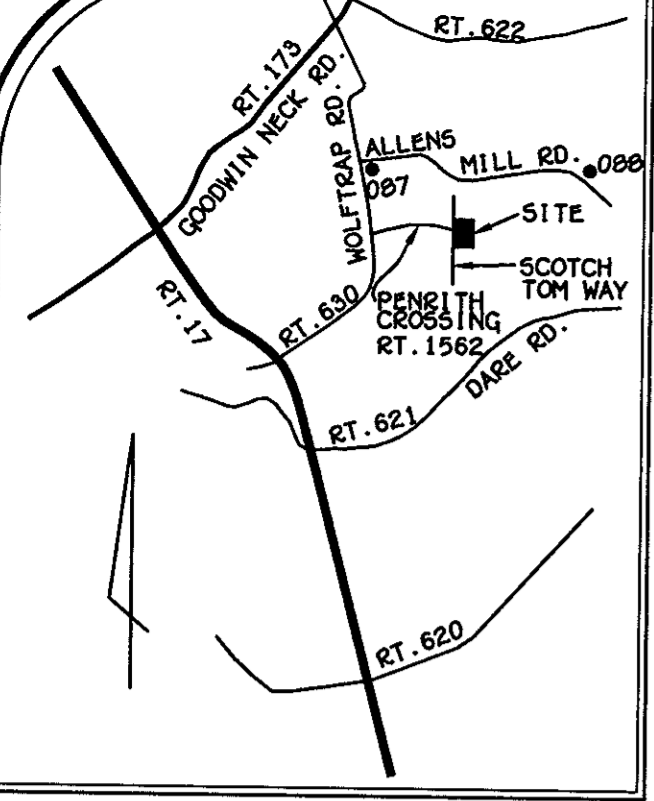 RT.622
RT.173
GOODWIN NECK RD.
WOLFTRAP RD.
ALLENS
MILL RD.
088
087
SITE
SCOTCH
TOM WAY
PENRITH
CROSSING
RT.1562
RT.17
RT.630
DARE RD.
RT.621
RT.620